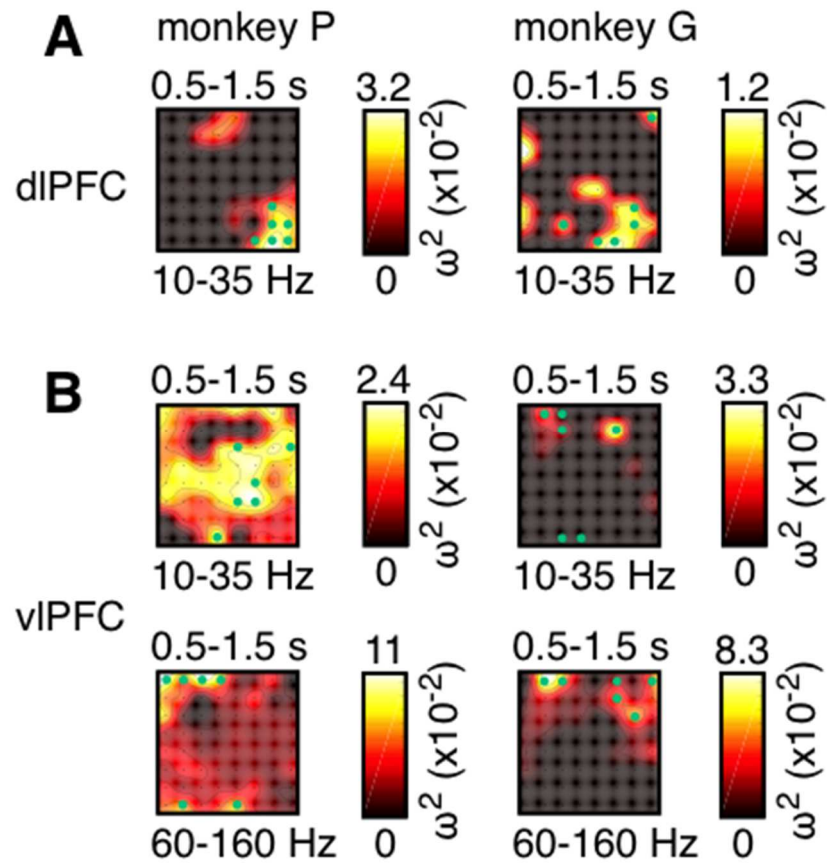 A monkey P monkey G
0.5-1.5 s 3.2 0.5-1.5 s 1.2
dlPFC ω² (x10⁻²) ω² (x10⁻²)
10-35 Hz 0 10-35 Hz 0
B 0.5-1.5 s 2.4 0.5-1.5 s 3.3
ω² (x10⁻²) ω² (x10⁻²)
10-35 Hz 0 10-35 Hz 0
vlPFC
0.5-1.5 s 11 0.5-1.5 s 8.3
ω² (x10⁻²) ω² (x10⁻²)
60-160 Hz 0 60-160 Hz 0